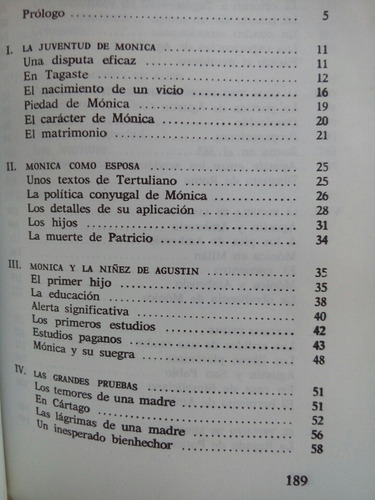 Prólogo 5
I. LA JUVENTUD DE MONICA 11
Una disputa eficaz 11
En Tagaste 12
El nacimiento de un vicio 16
Piedad de Mónica 19
El carácter de Mónica 20
El matrimonio 21
II. MONICA COMO ESPOSA 25
Unos textos de Tertuliano 25
La política conyugal de Mónica 26
Los detalles de su aplicación 28
Los hijos 31
La muerte de Patricio 34
III. MONICA Y LA NIÑEZ DE AGUSTIN 35
El primer hijo 35
La educación 38
Alerta significativa 40
Los primeros estudios 42
Estudios paganos 43
Mónica y su suegra 48
IV. LAS GRANDES PRUEBAS 51
Los temores de una madre 51
En Cártago 52
Las lágrimas de una madre 56
Un inesperado bienhechor 58
189